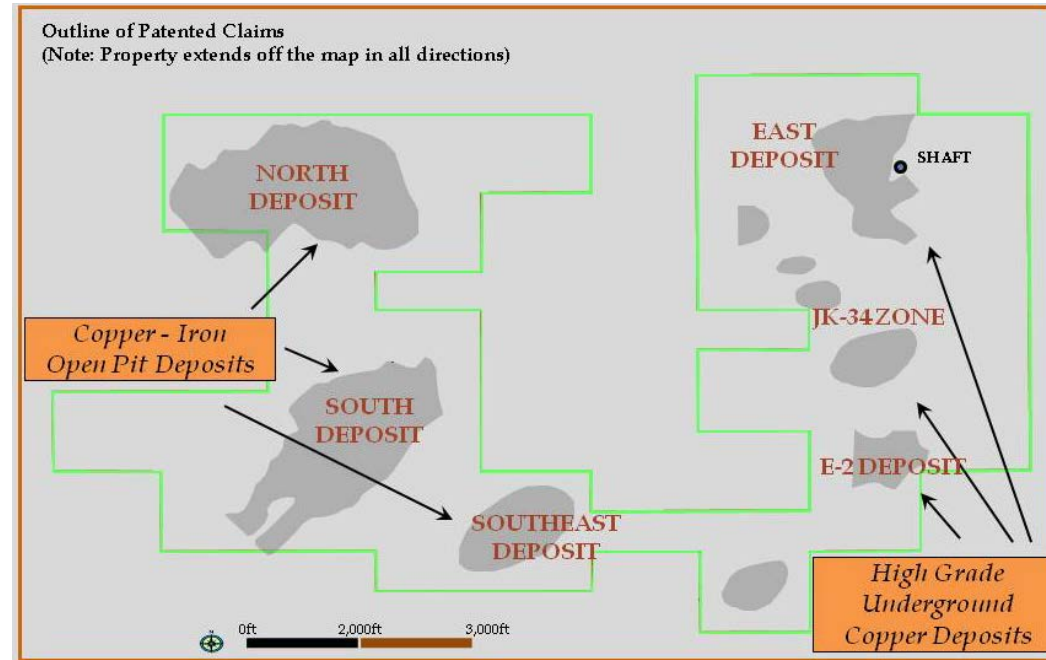 Outline of Patented Claims
(Note: Property extends off the map in all directions)
EAST
DEPOSIT
SHAFT
NORTH
DEPOSIT
JK-34 ZONE
Copper - Iron
Open Pit Deposits
SOUTH
DEPOSIT
E-2 DEPOSIT
SOUTHEAST
DEPOSIT
High Grade
Underground
Copper Deposits
0ft 2,000ft 3,000ft